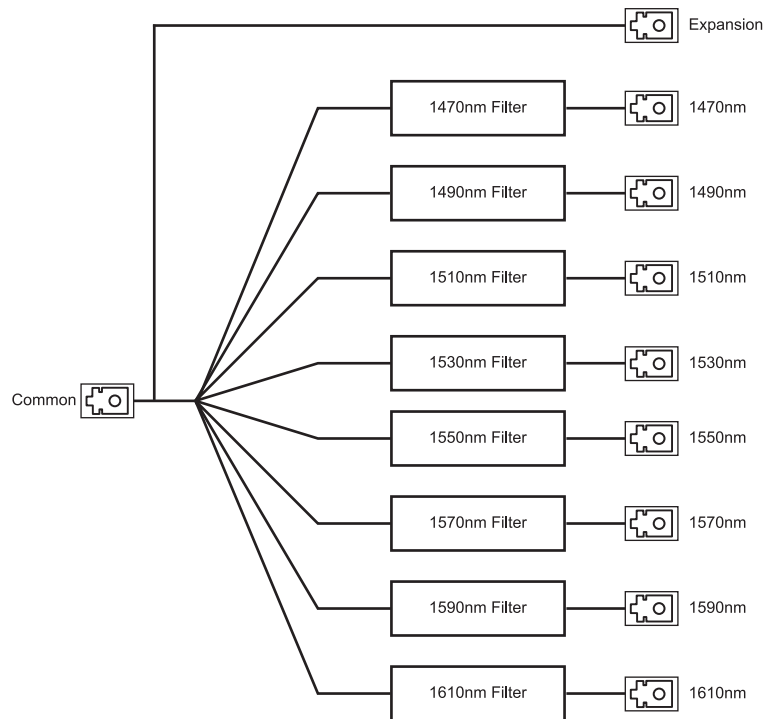 Expansion
1470nm Filter 1470nm
1490nm Filter 1490nm
1510nm Filter 1510nm
1530nm Filter 1530nm
Common
1550nm Filter 1550nm
1570nm Filter 1570nm
1590nm Filter 1590nm
1610nm Filter 1610nm